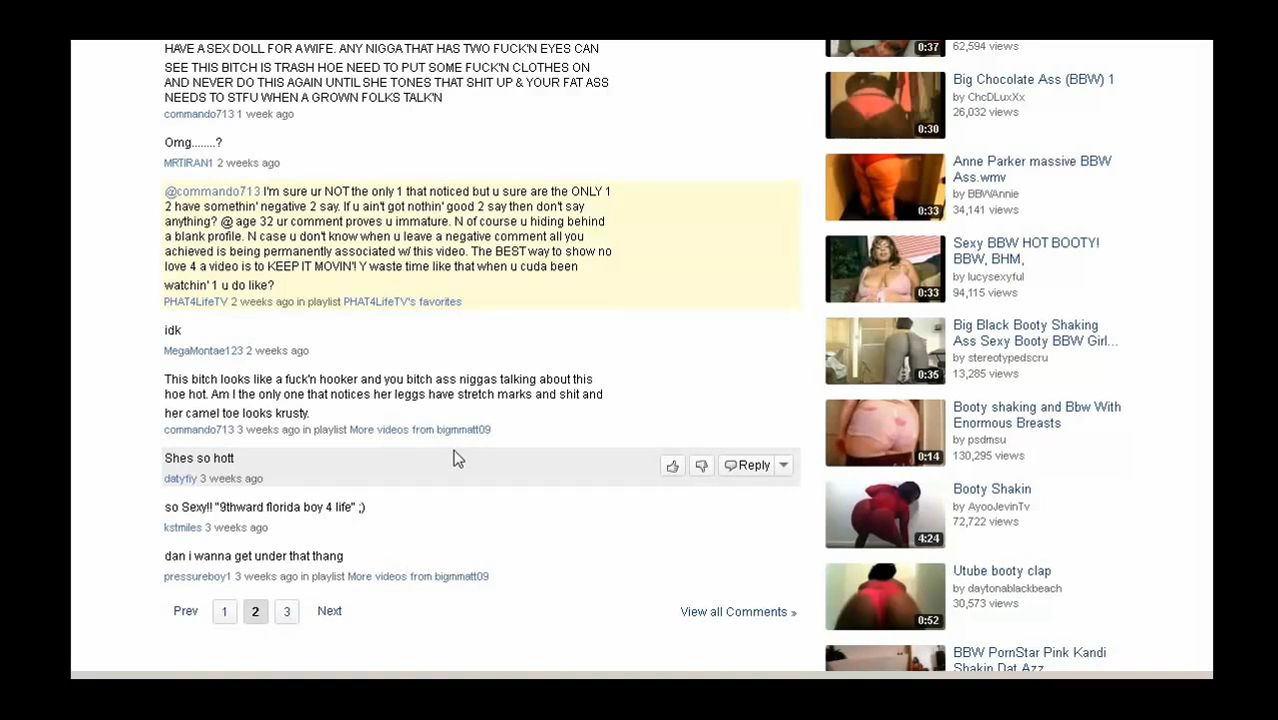 HAVE A SEX DOLL FOR A WIFE. ANY NIGGA THAT HAS TWO FUCK'N EYES CAN
SEE THIS BITCH IS TRASH HOE NEED TO PUT SOME FUCK'N CLOTHES ON
AND NEVER DO THIS AGAIN UNTIL SHE TONES THAT SHIT UP & YOUR FAT ASS
NEEDS TO STFU WHEN A GROWN FOLKS TALK'N
commando713 1 week ago
Omg........?
MRTIRAN1 2 weeks ago
@commando713 I'm sure ur NOT the only 1 that noticed but u sure are the ONLY 1
2 have somethin' negative 2 say. If u ain't got nothin' good 2 say then don't say
anything? @ age 32 ur comment proves u immature. N of course u hiding behind
a blank profile. N case u don't know when u leave a negative comment all you
achieved is being permanently associated w/ this video. The BEST way to show no
love 4 a video is to KEEP IT MOVIN'! Y waste time like that when u cuda been
watchin' 1 u do like?
PHAT4LifeTV 2 weeks ago in playlist PHAT4LifeTV's favorites
idk
MegaMontae123 2 weeks ago
This bitch looks like a fuck'n hooker and you bitch ass niggas talking about this
hoe hot. Am I the only one that notices her leggs have stretch marks and shit and
her camel toe looks krusty.
commando713 3 weeks ago in playlist More videos from bigmmatt09
Shes so hott
datyfiy 3 weeks ago
Reply
so Sexy!! "9thward florida boy 4 life" ;)
kstmiles 3 weeks ago
dan i wanna get under that thang
pressureboy1 3 weeks ago in playlist More videos from bigmmatt09
Prev 1 2 3 Next
View all Comments »
0:37
62,594 views
Big Chocolate Ass (BBW) 1
by ChcDLuxXx
26,032 views
0:30
Anne Parker massive BBW
Ass.wmv
by BBWAnnie
34,141 views
0:33
Sexy BBW HOT BOOTY!
BBW, BHM,
by lucysexyful
94,115 views
0:33
Big Black Booty Shaking
Ass Sexy Booty BBW Girl...
by stereotypedscru
13,285 views
0:35
Booty shaking and Bbw With
Enormous Breasts
by psdmsu
130,295 views
0:14
Booty Shakin
by AyooJevinTv
72,722 views
4:24
Utube booty clap
by daytonablackbeach
30,573 views
0:52
BBW PornStar Pink Kandi
Shakin Dat Azz